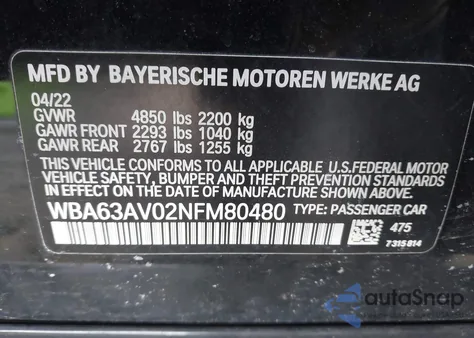 MFD BY BAYERISCHE MOTOREN WERKE AG
04/22
GVWR 4850 lbs 2200 kg
GAWR FRONT 2293 lbs 1040 kg
GAWR REAR 2767 lbs 1255 kg
THIS VEHICLE CONFORMS TO ALL APPLICABLE U.S.FEDERAL MOTOR
VEHICLE SAFETY, BUMPER AND THEFT PREVENTION STANDARDS
IN EFFECT ON THE DATE OF MANUFACTURE SHOWN ABOVE.
WBA63AV02NFM80480 TYPE: PASSENGER CAR
475
7315814
autaSnap